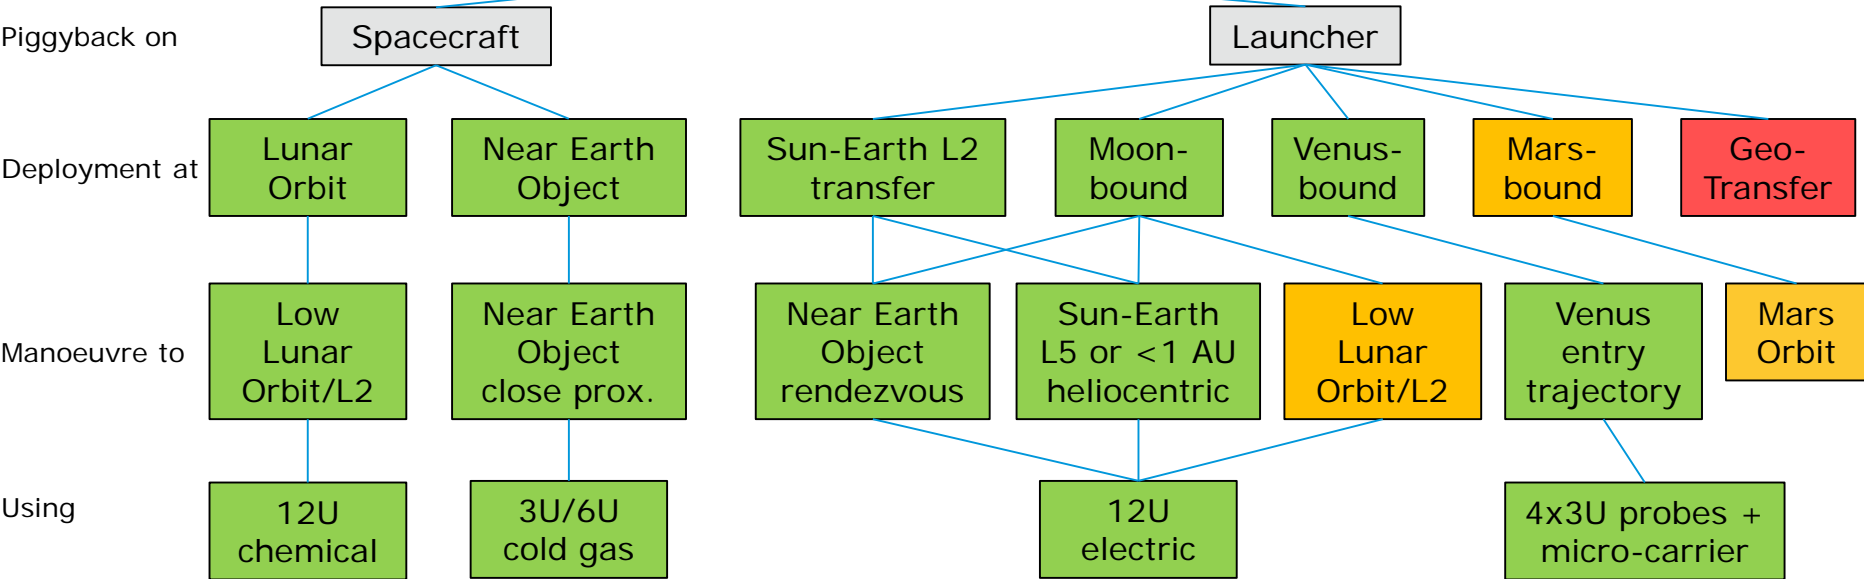 Piggyback on
Spacecraft
Launcher
Deployment at
Lunar
Orbit
Near Earth
Object
Sun-Earth L2
transfer
Moon-
bound
Venus-
bound
Mars-
bound
Geo-
Transfer
Manoeuvre to
Low
Lunar
Orbit/L2
Near Earth
Object
close prox.
Near Earth
Object
rendezvous
Sun-Earth
L5 or <1 AU
heliocentric
Low
Lunar
Orbit/L2
Venus
entry
trajectory
Mars
Orbit
Using
12U
chemical
3U/6U
cold gas
12U
electric
4x3U probes +
micro-carrier